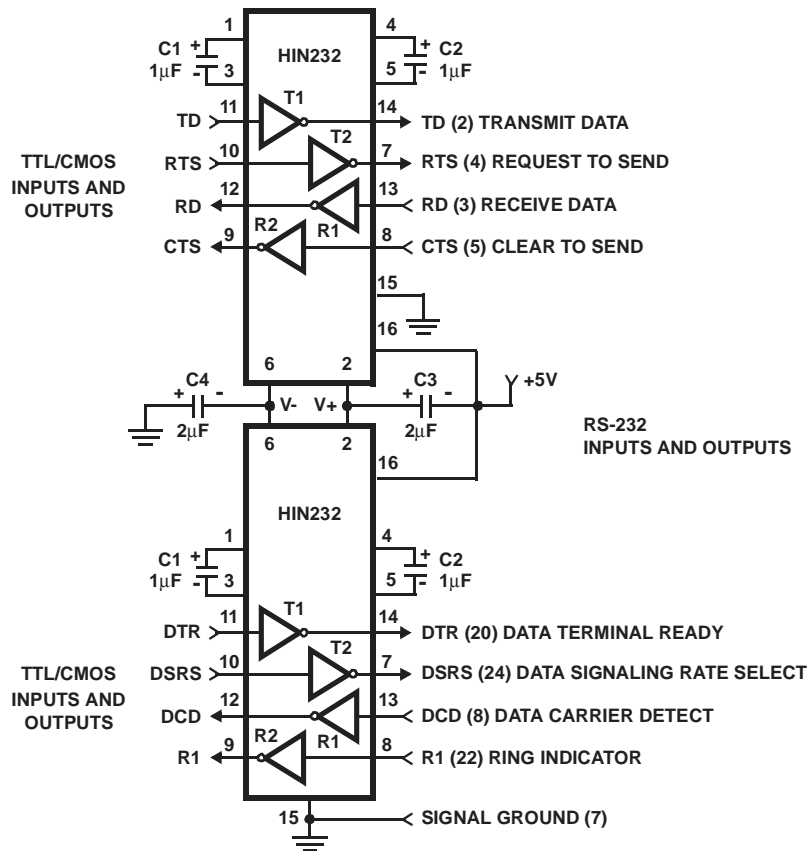 1
4
C1 + 1μF -
HIN232
+ C2 - 1μF
3
5
T1
TD 11
14 TD (2) TRANSMIT DATA
T2
RTS 10
7 RTS (4) REQUEST TO SEND
TTL/CMOS
INPUTS AND
OUTPUTS
RD 12
13 RD (3) RECEIVE DATA
R2 R1
CTS 9
8 CTS (5) CLEAR TO SEND
15
16
6 2
C4
+ -
2μF
V- V+
C3
+ -
2μF
+5V
RS-232
INPUTS AND OUTPUTS
6 2
16
HIN232
1
4
C1 + 1μF -
+ C2 - 1μF
3
5
T1
DTR 11
14 DTR (20) DATA TERMINAL READY
T2
DSRS 10
7 DSRS (24) DATA SIGNALING RATE SELECT
TTL/CMOS
INPUTS AND
OUTPUTS
DCD 12
13 DCD (8) DATA CARRIER DETECT
R2 R1
R1 9
8 R1 (22) RING INDICATOR
15
SIGNAL GROUND (7)